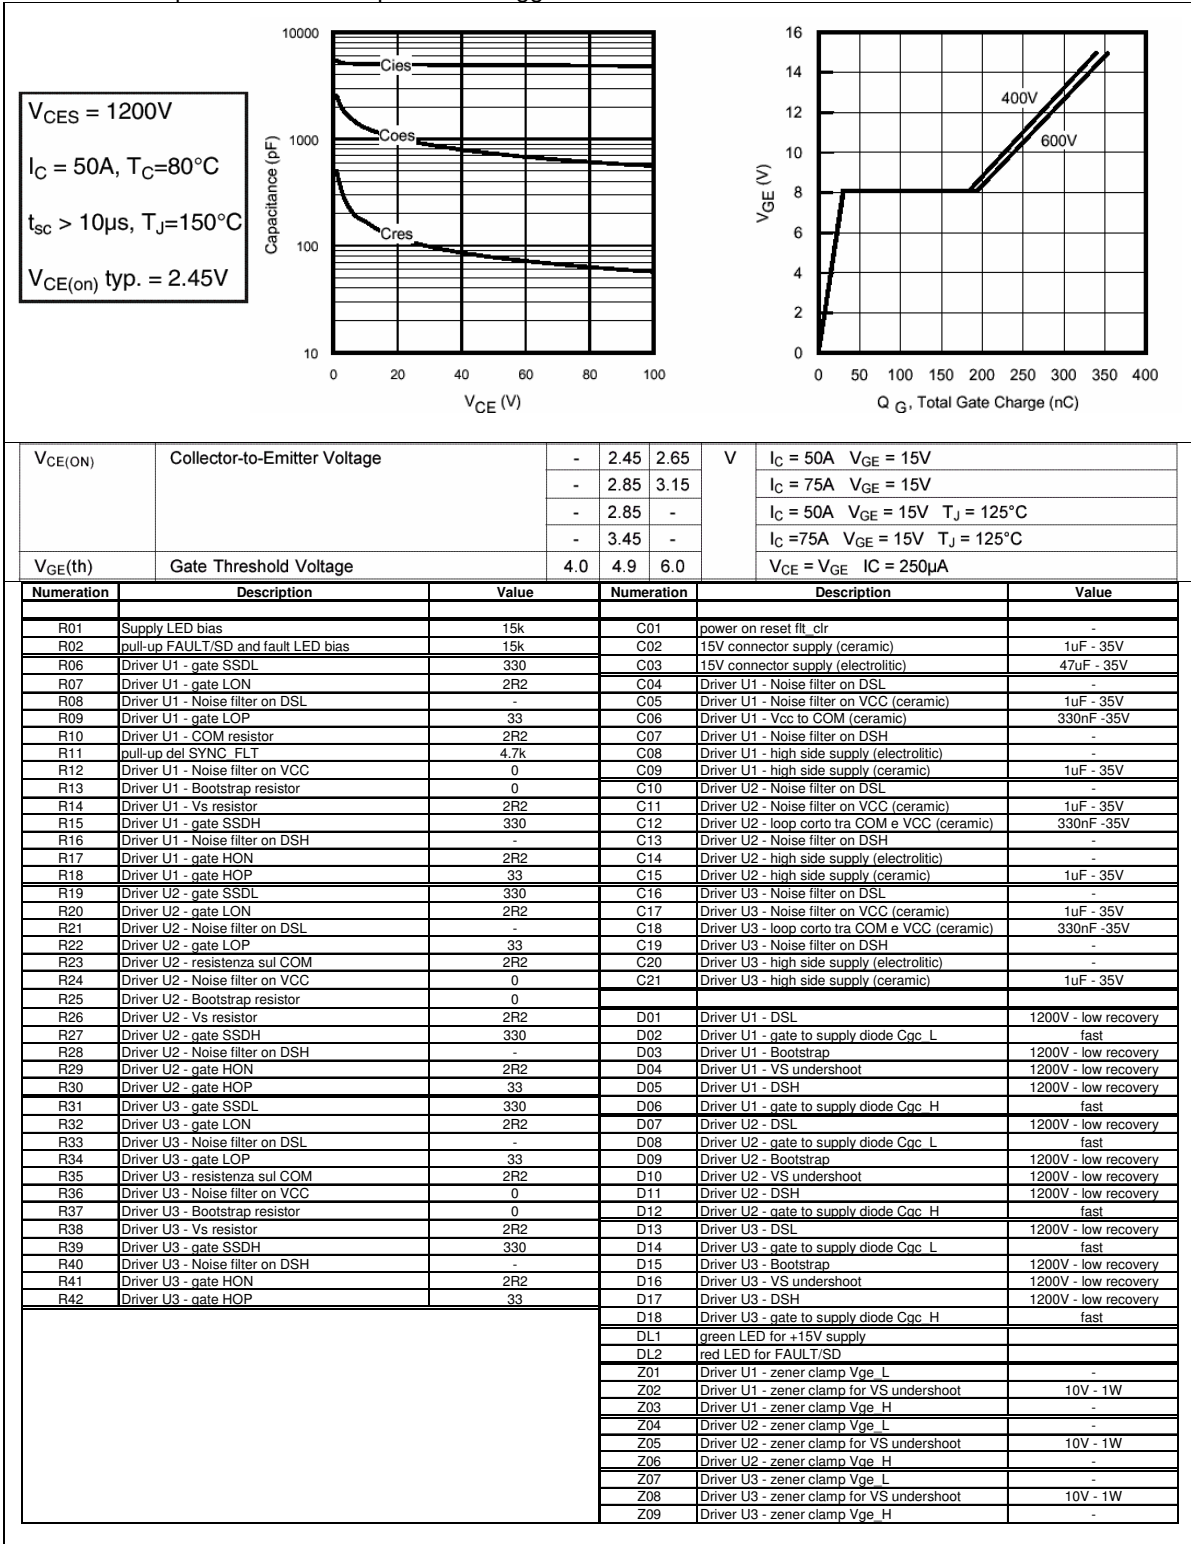 V_CES = 1200V
I_C = 50A, T_C=80°C
t_sc > 10µs, T_J=150°C
V_CE(on) typ. = 2.45V
10000
1000
100
10
Capacitance (pF)
Cies
Coes
Cres
0 20 40 60 80 100
V_CE (V)
16
14
12
10
8
6
4
2
0
V_GE (V)
400V
600V
0 50 100 150 200 250 300 350 400
Q_G, Total Gate Charge (nC)
V_CE(ON) Collector-to-Emitter Voltage - 2.45 2.65 V I_C = 50A V_GE = 15V
- 2.85 3.15 I_C = 75A V_GE = 15V
- 2.85 - I_C = 50A V_GE = 15V T_J = 125°C
- 3.45 - I_C =75A V_GE = 15V T_J = 125°C
V_GE(th) Gate Threshold Voltage 4.0 4.9 6.0 V_CE = V_GE IC = 250µA
Numeration Description Value
R01 Supply LED bias 15k
R02 pull-up FAULT/SD and fault LED bias 15k
R06 Driver U1 - gate SSDL 330
R07 Driver U1 - gate LON 2R2
R08 Driver U1 - Noise filter on DSL -
R09 Driver U1 - gate LOP 33
R10 Driver U1 - COM resistor 2R2
R11 pull-up del SYNC_FLT 4.7k
R12 Driver U1 - Noise filter on VCC 0
R13 Driver U1 - Bootstrap resistor 0
R14 Driver U1 - Vs resistor 2R2
R15 Driver U1 - gate SSDH 330
R16 Driver U1 - Noise filter on DSH -
R17 Driver U1 - gate HON 2R2
R18 Driver U1 - gate HOP 33
R19 Driver U2 - gate SSDL 330
R20 Driver U2 - gate LON 2R2
R21 Driver U2 - Noise filter on DSL -
R22 Driver U2 - gate LOP 33
R23 Driver U2 - resistenza sul COM 2R2
R24 Driver U2 - Noise filter on VCC 0
R25 Driver U2 - Bootstrap resistor 0
R26 Driver U2 - Vs resistor 2R2
R27 Driver U2 - gate SSDH 330
R28 Driver U2 - Noise filter on DSH -
R29 Driver U2 - gate HON 2R2
R30 Driver U2 - gate HOP 33
R31 Driver U3 - gate SSDL 330
R32 Driver U3 - gate LON 2R2
R33 Driver U3 - Noise filter on DSL -
R34 Driver U3 - gate LOP 33
R35 Driver U3 - resistenza sul COM 2R2
R36 Driver U3 - Noise filter on VCC 0
R37 Driver U3 - Bootstrap resistor 0
R38 Driver U3 - Vs resistor 2R2
R39 Driver U3 - gate SSDH 330
R40 Driver U3 - Noise filter on DSH -
R41 Driver U3 - gate HON 2R2
R42 Driver U3 - gate HOP 33
Numeration Description Value
C01 power on reset flt_clr -
C02 15V connector supply (ceramic) 1uF - 35V
C03 15V connector supply (electrolitic) 47uF - 35V
C04 Driver U1 - Noise filter on DSL -
C05 Driver U1 - Noise filter on VCC (ceramic) 1uF - 35V
C06 Driver U1 - Vcc to COM (ceramic) 330nF -35V
C07 Driver U1 - Noise filter on DSH -
C08 Driver U1 - high side supply (electrolitic) -
C09 Driver U1 - high side supply (ceramic) 1uF - 35V
C10 Driver U2 - Noise filter on DSL -
C11 Driver U2 - Noise filter on VCC (ceramic) 1uF - 35V
C12 Driver U2 - loop corto tra COM e VCC (ceramic) 330nF -35V
C13 Driver U2 - Noise filter on DSH -
C14 Driver U2 - high side supply (electrolitic) -
C15 Driver U2 - high side supply (ceramic) 1uF - 35V
C16 Driver U3 - Noise filter on DSL -
C17 Driver U3 - Noise filter on VCC (ceramic) 1uF - 35V
C18 Driver U3 - loop corto tra COM e VCC (ceramic) 330nF -35V
C19 Driver U3 - Noise filter on DSH -
C20 Driver U3 - high side supply (electrolitic) -
C21 Driver U3 - high side supply (ceramic) 1uF - 35V
D01 Driver U1 - DSL 1200V - low recovery
D02 Driver U1 - gate to supply diode Cgc_L fast
D03 Driver U1 - Bootstrap 1200V - low recovery
D04 Driver U1 - VS undershoot 1200V - low recovery
D05 Driver U1 - DSH 1200V - low recovery
D06 Driver U1 - gate to supply diode Cgc_H fast
D07 Driver U2 - DSL 1200V - low recovery
D08 Driver U2 - gate to supply diode Cgc_L fast
D09 Driver U2 - Bootstrap 1200V - low recovery
D10 Driver U2 - VS undershoot 1200V - low recovery
D11 Driver U2 - DSH 1200V - low recovery
D12 Driver U2 - gate to supply diode Cgc_H fast
D13 Driver U3 - DSL 1200V - low recovery
D14 Driver U3 - gate to supply diode Cgc_L fast
D15 Driver U3 - Bootstrap 1200V - low recovery
D16 Driver U3 - VS undershoot 1200V - low recovery
D17 Driver U3 - DSH 1200V - low recovery
D18 Driver U3 - gate to supply diode Cgc_H fast
DL1 green LED for +15V supply
DL2 red LED for FAULT/SD
Z01 Driver U1 - zener clamp Vge_L -
Z02 Driver U1 - zener clamp for VS undershoot 10V - 1W
Z03 Driver U1 - zener clamp Vge_H -
Z04 Driver U2 - zener clamp Vge_L -
Z05 Driver U2 - zener clamp for VS undershoot 10V - 1W
Z06 Driver U2 - zener clamp Vge_H -
Z07 Driver U3 - zener clamp Vge_L -
Z08 Driver U3 - zener clamp for VS undershoot 10V - 1W
Z09 Driver U3 - zener clamp Vge_H -